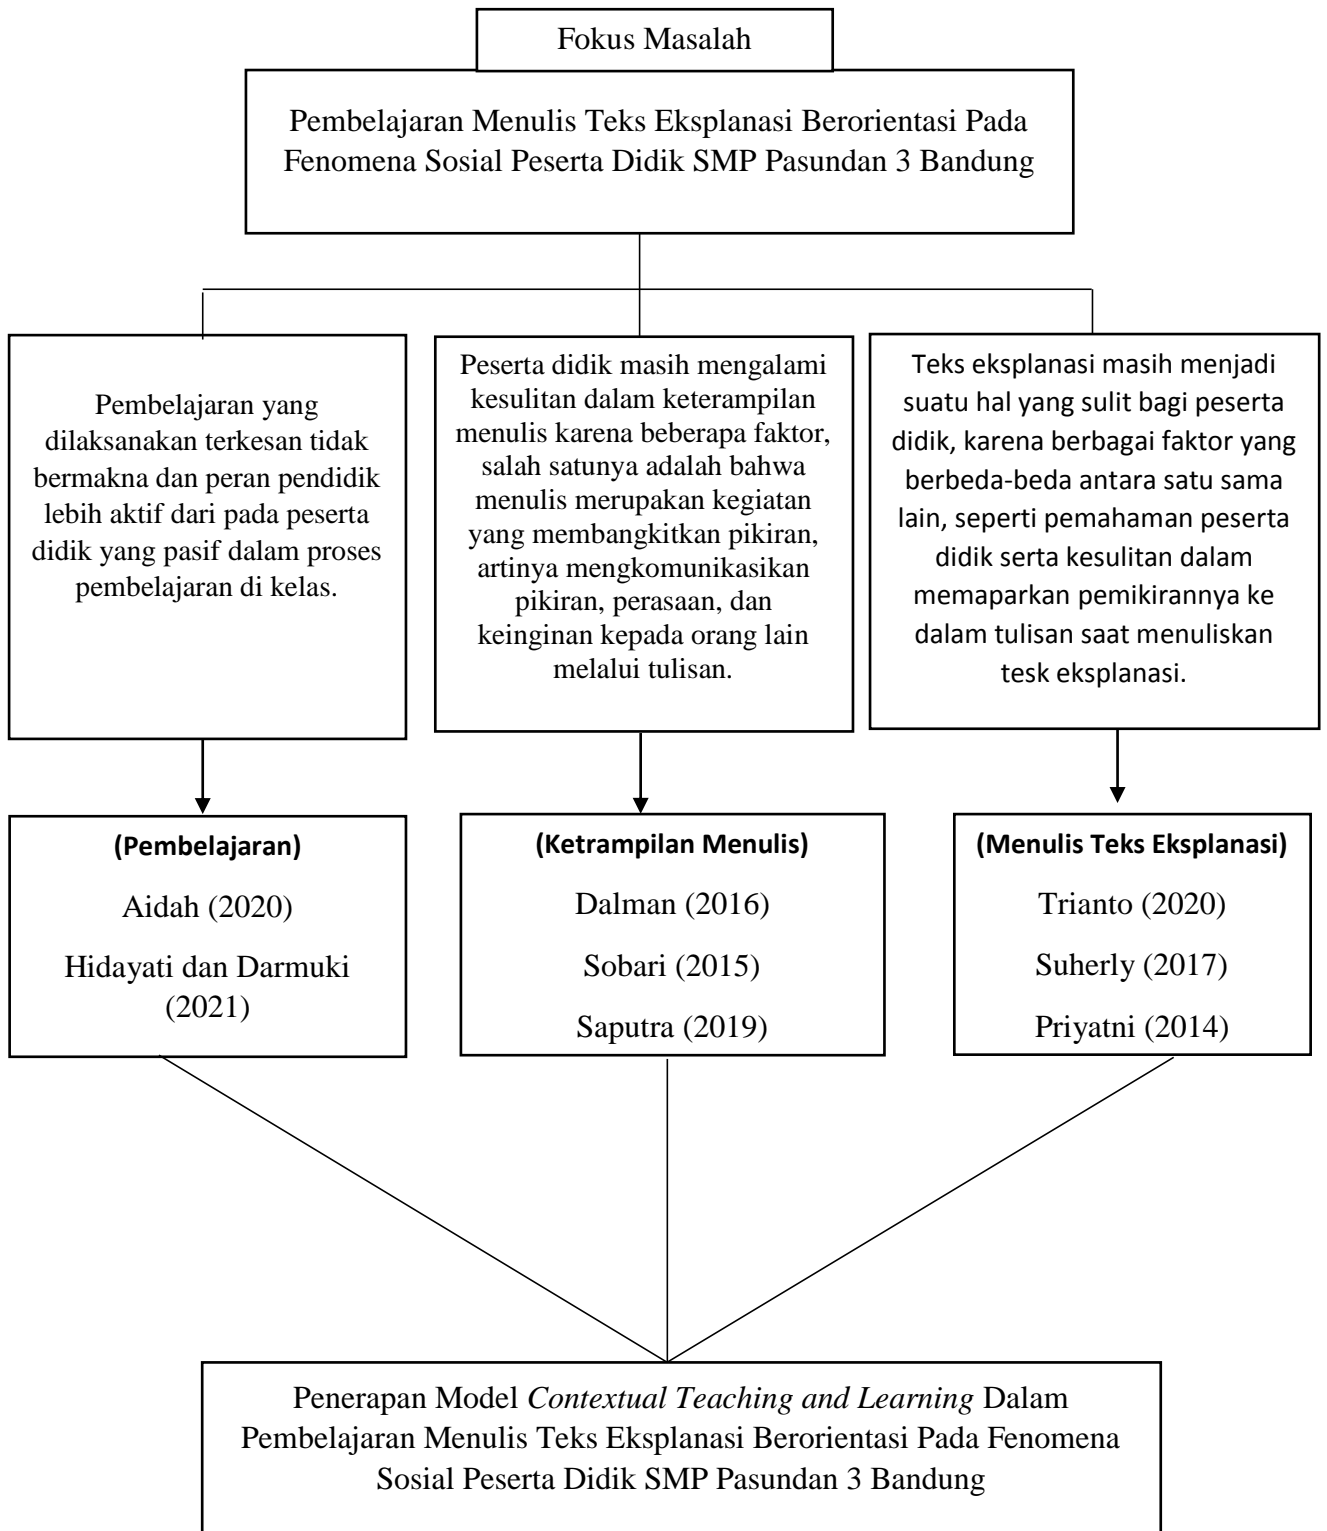 Fokus Masalah
Pembelajaran Menulis Teks Eksplanasi Berorientasi Pada
Fenomena Sosial Peserta Didik SMP Pasundan 3 Bandung
Pembelajaran yang
dilaksanakan terkesan tidak
bermakna dan peran pendidik
lebih aktif dari pada peserta
didik yang pasif dalam proses
pembelajaran di kelas.
Peserta didik masih mengalami
kesulitan dalam keterampilan
menulis karena beberapa faktor,
salah satunya adalah bahwa
menulis merupakan kegiatan
yang membangkitkan pikiran,
artinya mengkomunikasikan
pikiran, perasaan, dan
keinginan kepada orang lain
melalui tulisan.
Teks eksplanasi masih menjadi
suatu hal yang sulit bagi peserta
didik, karena berbagai faktor yang
berbeda-beda antara satu sama
lain, seperti pemahaman peserta
didik serta kesulitan dalam
memaparkan pemikirannya ke
dalam tulisan saat menuliskan
tesk eksplanasi.
(Pembelajaran)
Aidah (2020)
Hidayati dan Darmuki
(2021)
(Ketrampilan Menulis)
Dalman (2016)
Sobari (2015)
Saputra (2019)
(Menulis Teks Eksplanasi)
Trianto (2020)
Suherly (2017)
Priyatni (2014)
Penerapan Model Contextual Teaching and Learning Dalam
Pembelajaran Menulis Teks Eksplanasi Berorientasi Pada Fenomena
Sosial Peserta Didik SMP Pasundan 3 Bandung